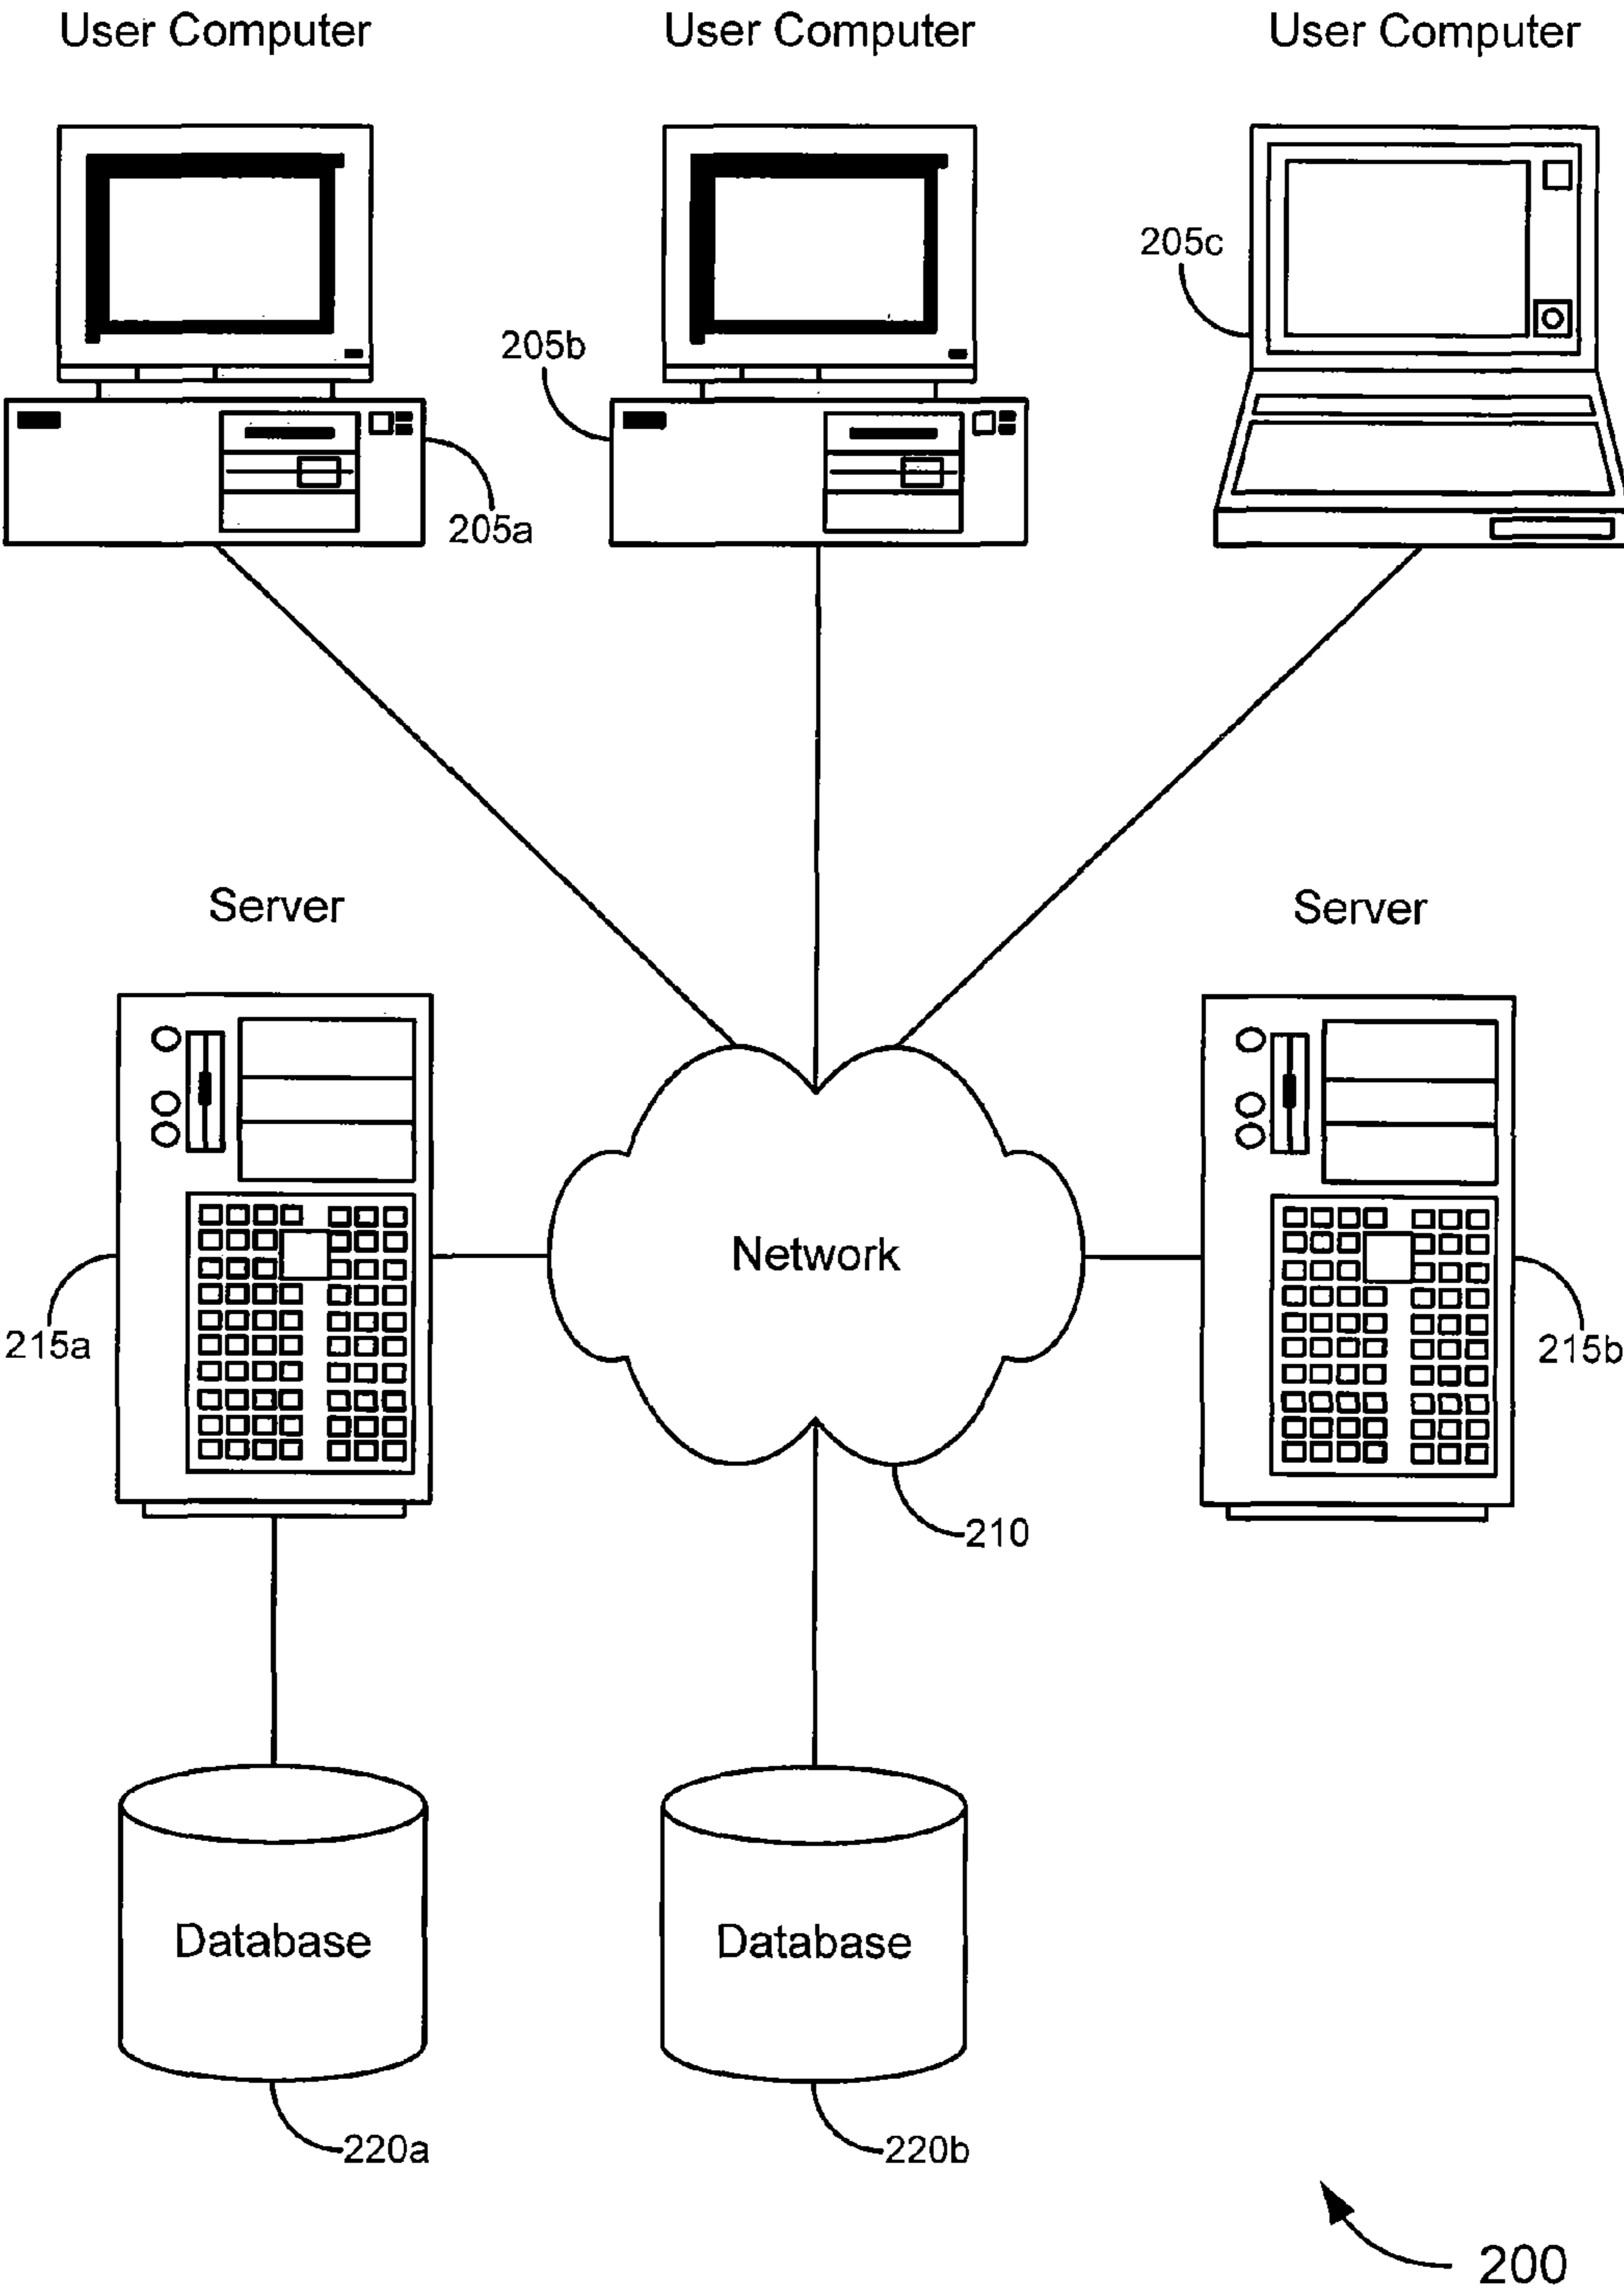 User Computer
User Computer
User Computer
205c
205b
205a
Server
Server
Network
215a
215b
210
Database
Database
220a
220b
200